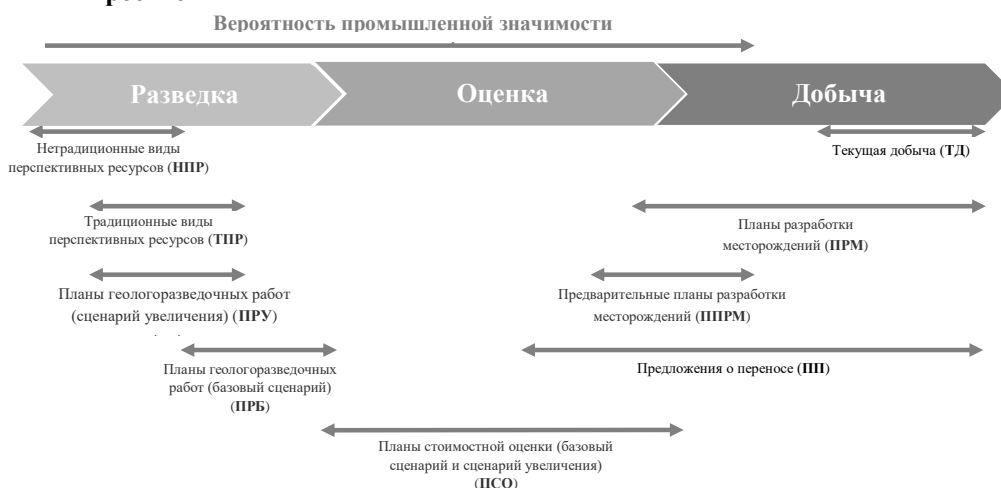 Вероятность промышленной значимости
Разведка
Оценка
Добыча
Нетрадиционные виды
перспективных ресурсов (НПР)
Текущая добыча (ТД)
Традиционные виды
перспективных ресурсов (ТПР)
Планы разработки
месторождений (ПРМ)
Планы геологоразведочных работ
(сценарий увеличения) (ПРУ)
Предварительные планы разработки
месторождений (ППРМ)
Планы геологоразведочных
работ (базовый сценарий)
(ПРБ)
Предложения о переносе (ПП)
Планы стоимостной оценки (базовый
сценарий и сценарий увеличения)
(ПСО)